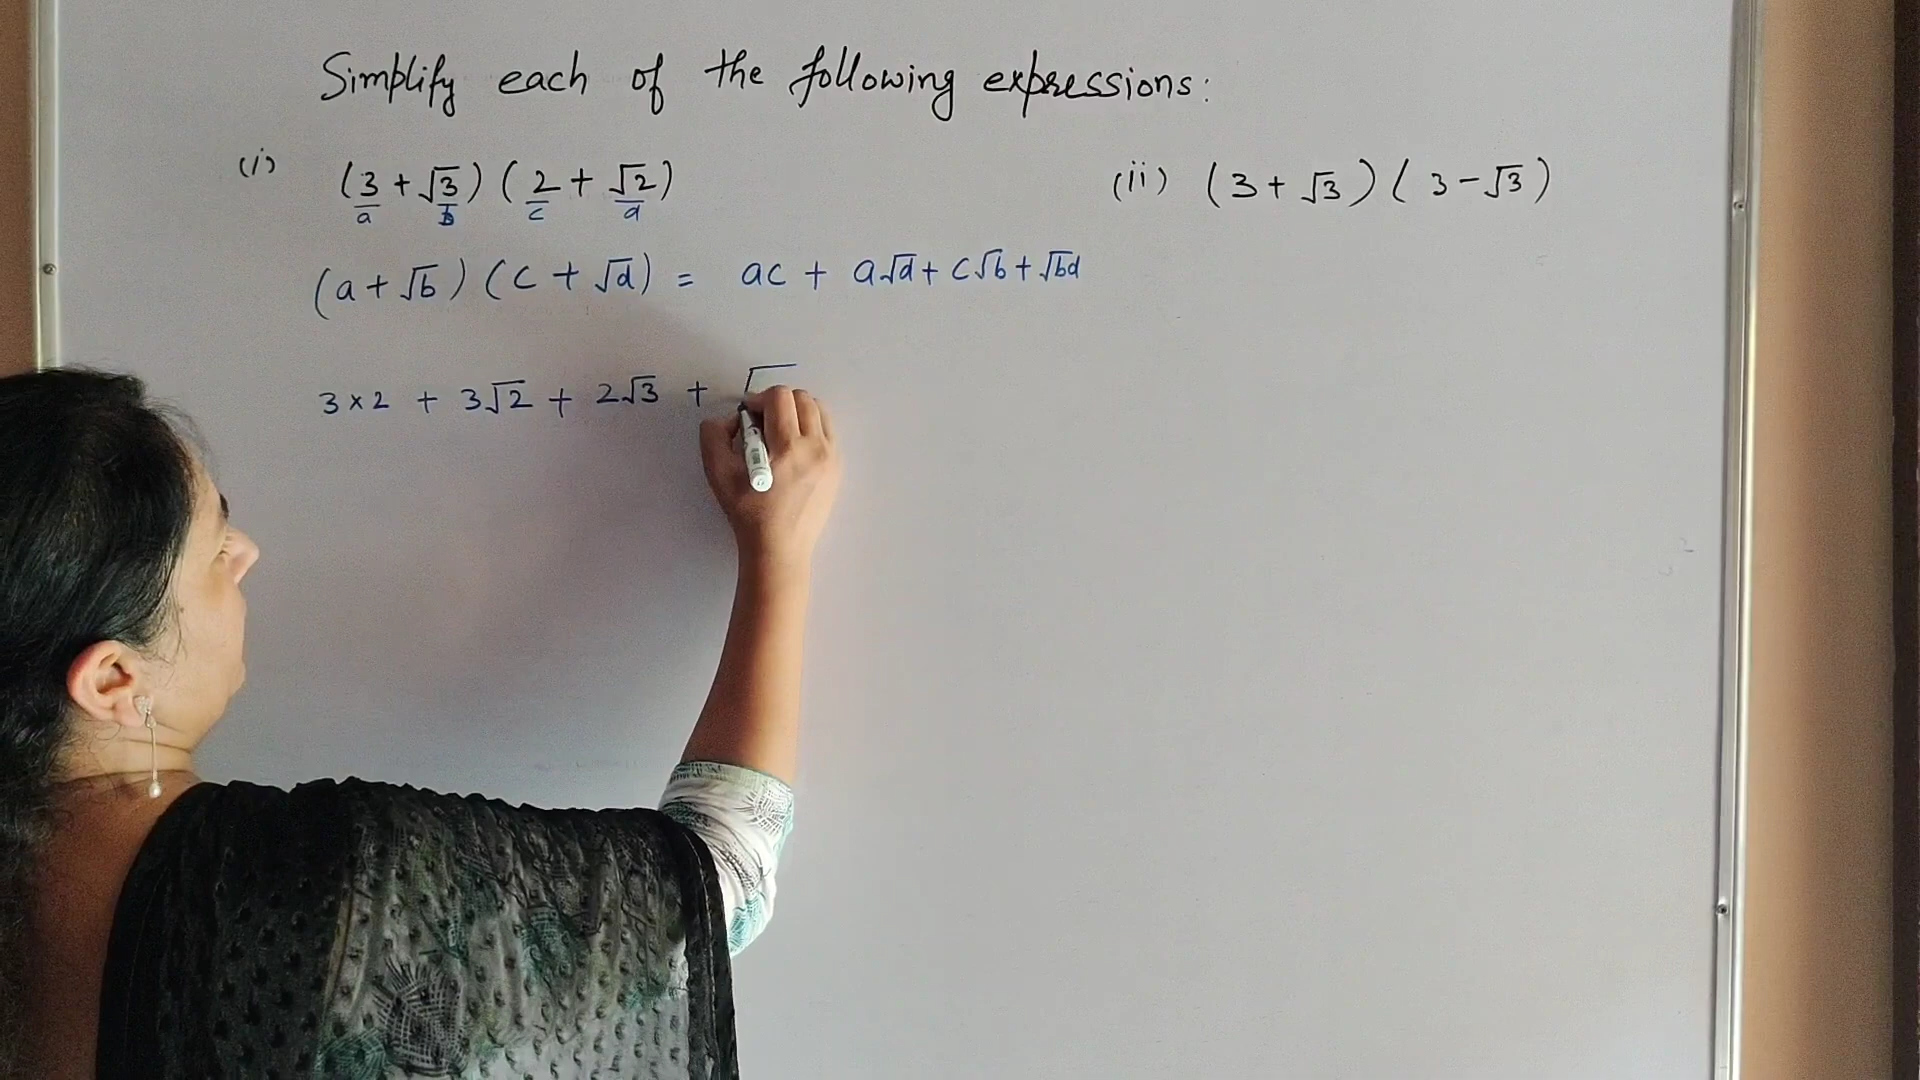 Simplify each of the following expressions:
(i) (3 + √3) (2 + √2)
a b c d
(ii) (3 + √3) (3 - √3)
(a + √b) (c + √d) = ac + a√d + c√b + √bd
3 × 2 + 3√2 + 2√3 + √